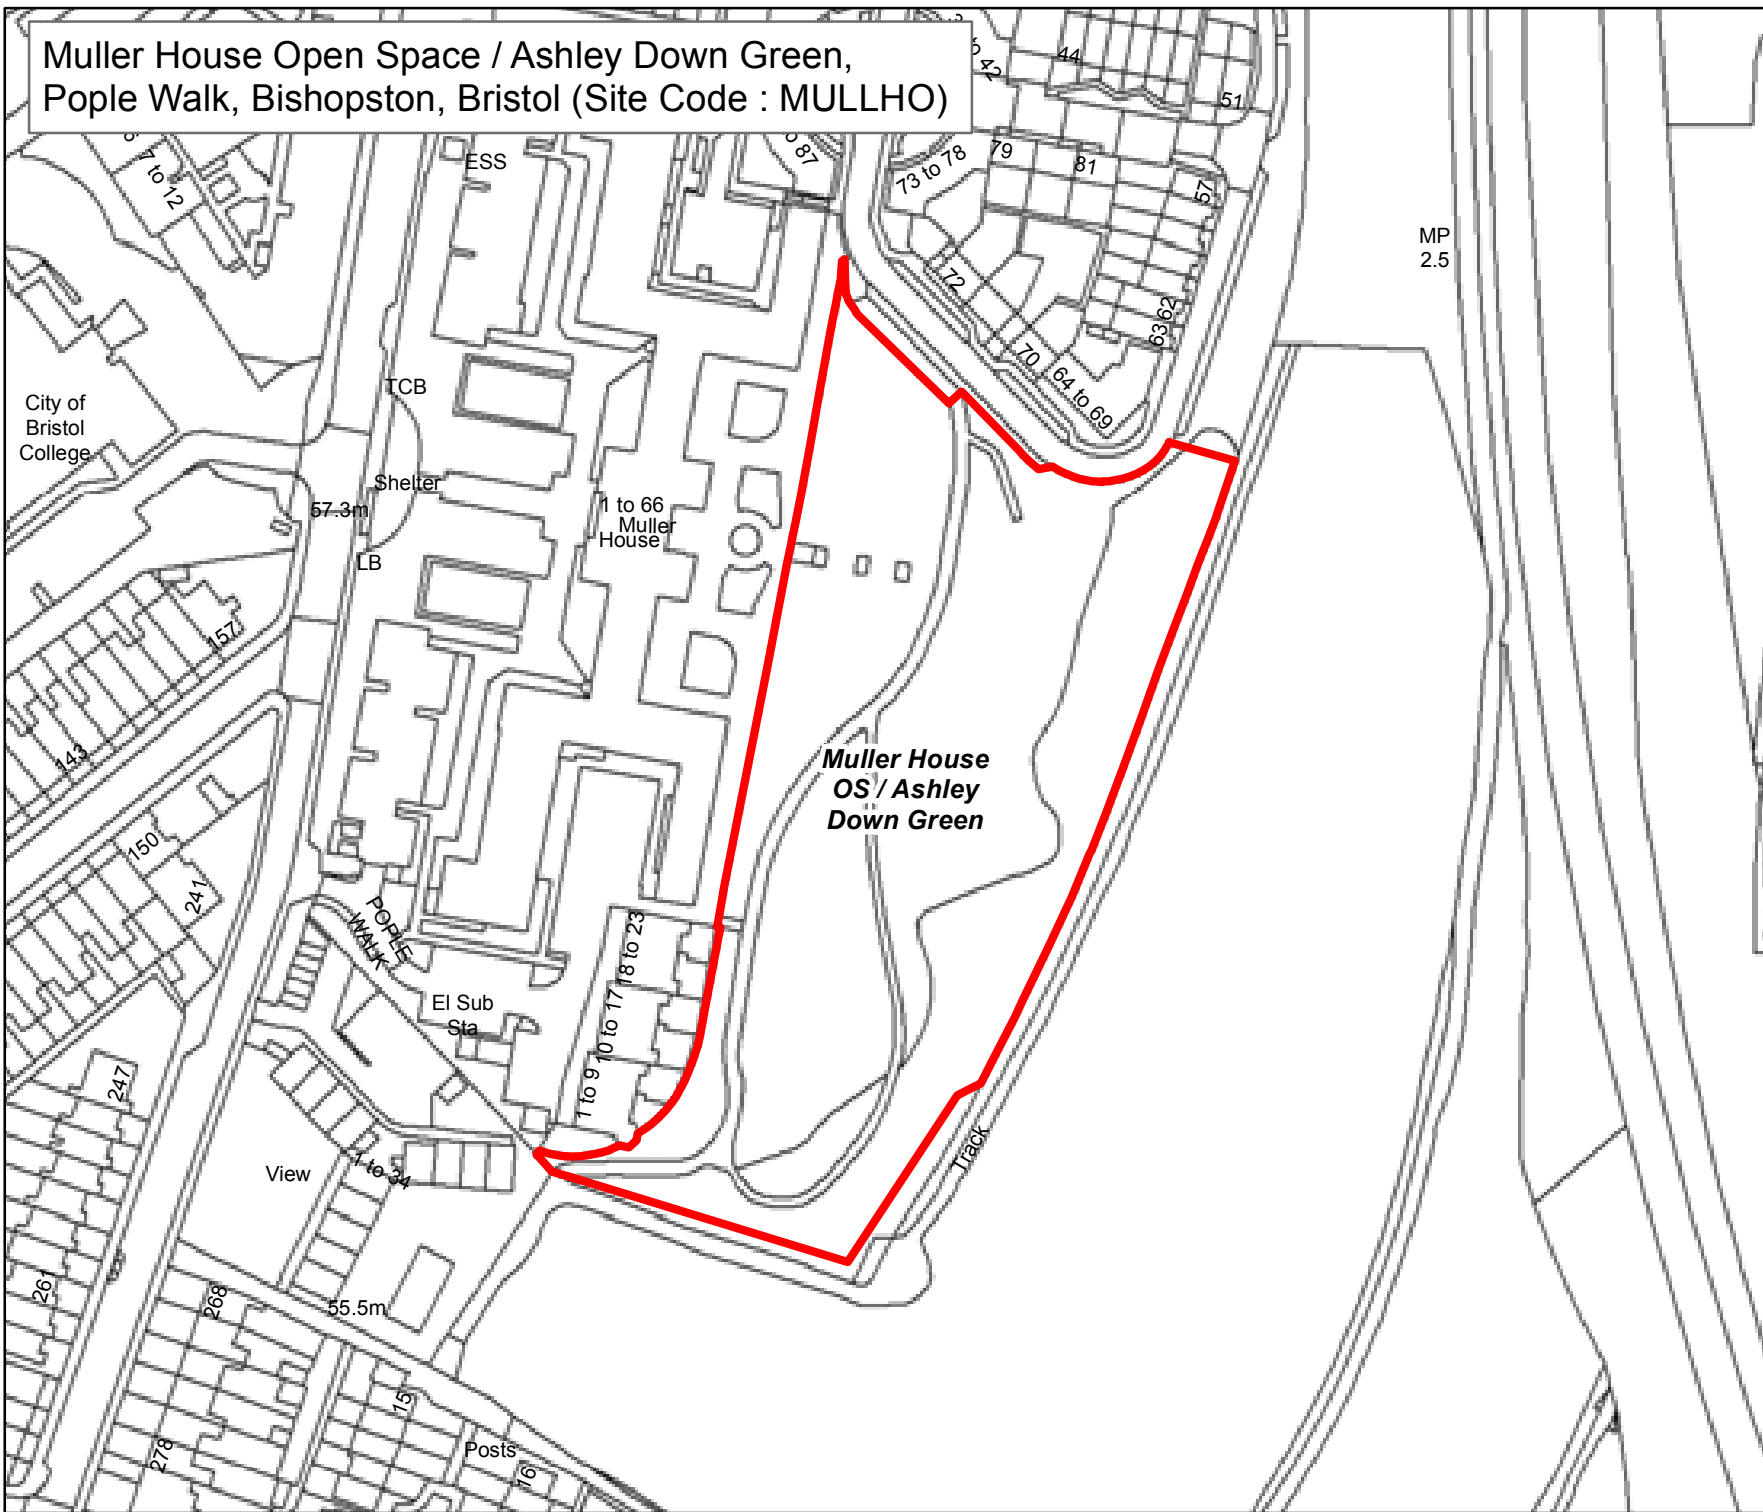 Muller House Open Space / Ashley Down Green,
Pople Walk, Bishopston, Bristol (Site Code : MULLHO)
42
44
51
ESS
87
79
73 to 78
81
57
7 to 12
MP
2.5
72
62
63
70
64 to 69
TCB
City of
Bristol
College
Shelter
57.3m
1 to 66
Muller
House
LB
157
143
Muller House
OS / Ashley
Down Green
150
241
POPLE
WALK
18 to 23
El Sub
Sta
10 to 17
1 to 9
247
Track
View
1 to 34
261
268
55.5m
15
278
Posts
16